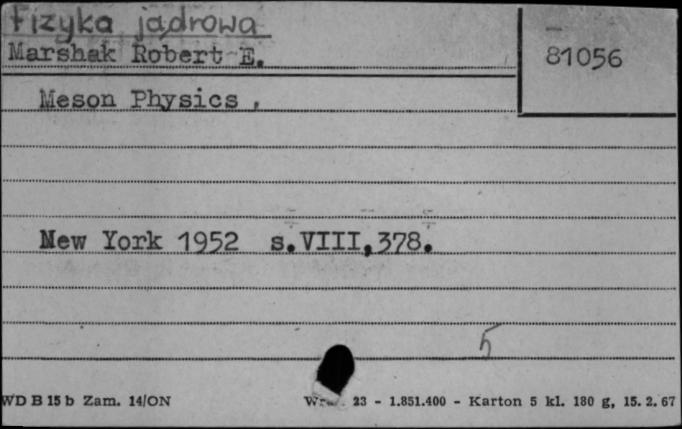 fizyka jądrowa
Marshak Robert E.
81056
Meson Physics .
New York 1952 s.VIII,378.
5
WD B 15 b Zam. 14/ON
23 - 1.851.400 - Karton 5 kl. 180 g, 15. 2. 67